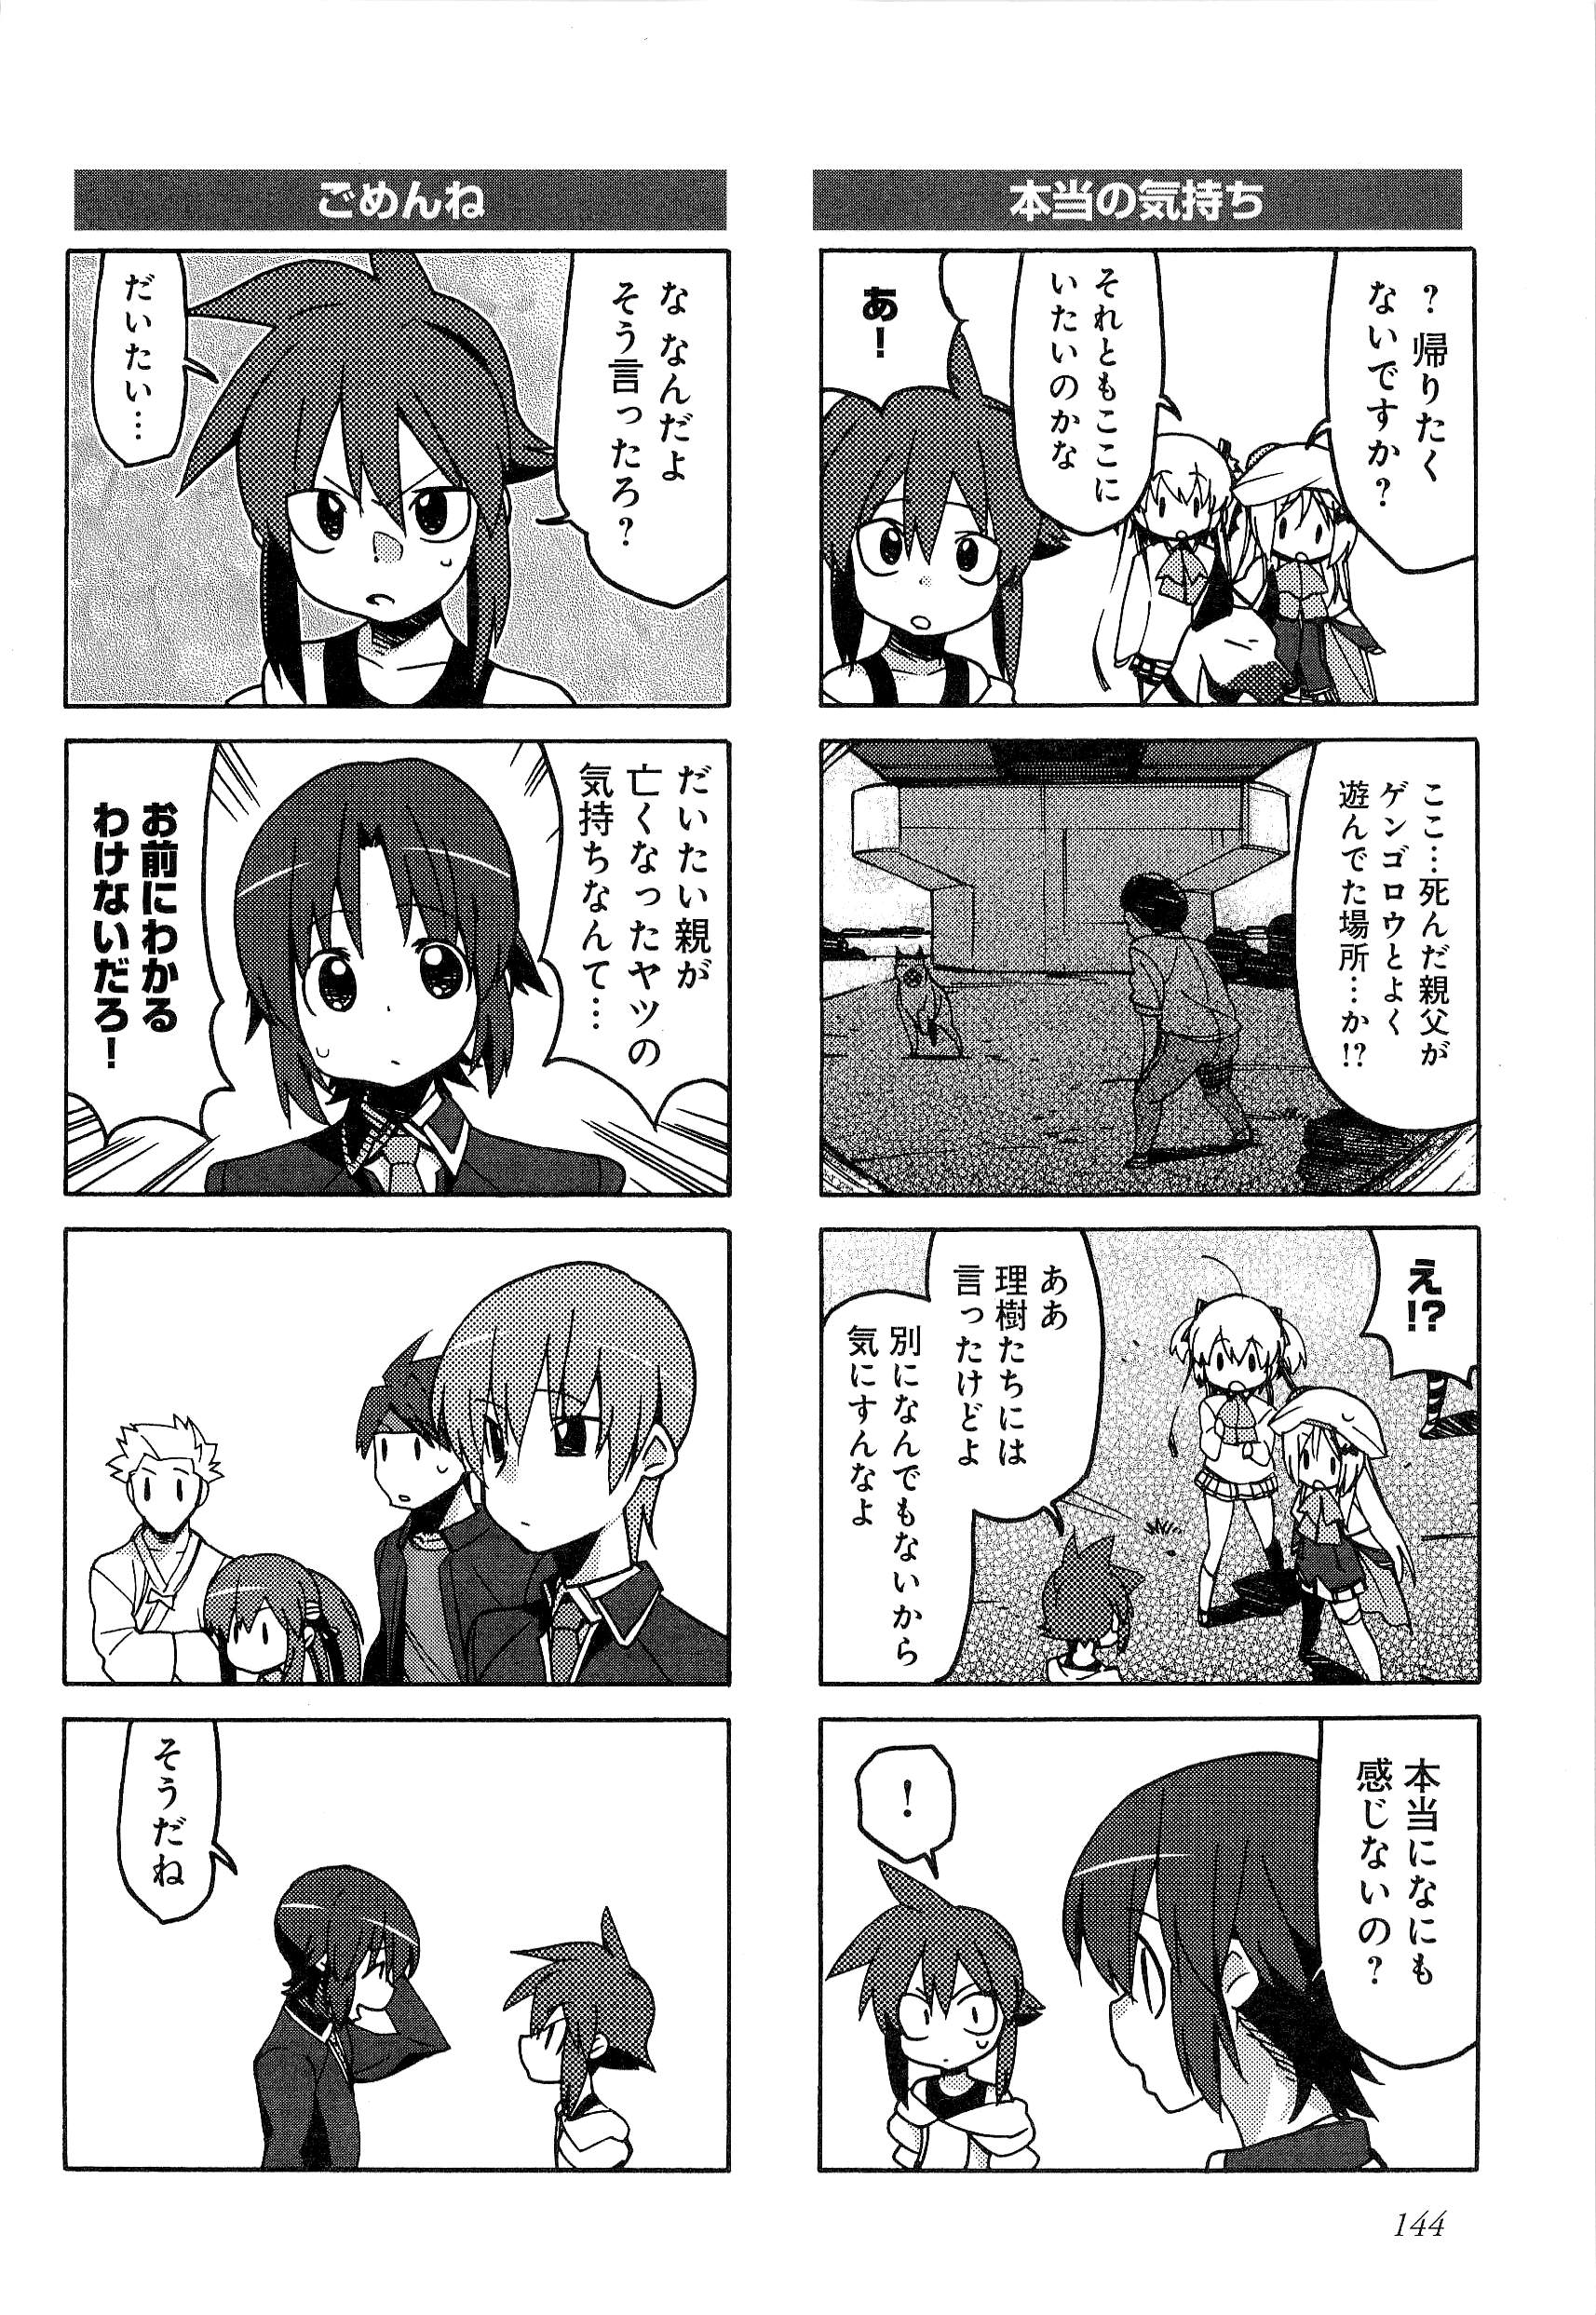 本当の気持ち
？帰りたく
ないですか？
それともここに
いたいのかな
あ！
ここ…死んだ親父が
ゲンゴロウとよく
遊んでた場所…か!?
え!?
ああ
理樹たちには
言ったけどよ
別になんでもないから
気にすんなよ
本当になにも
感じないの？
！
ごめんね
な なんだよ
そう言ったろ？
だいたい…
だいたい親が
亡くなったヤツの
気持ちなんて…
お前にわかる
わけないだろ！
そうだね
144